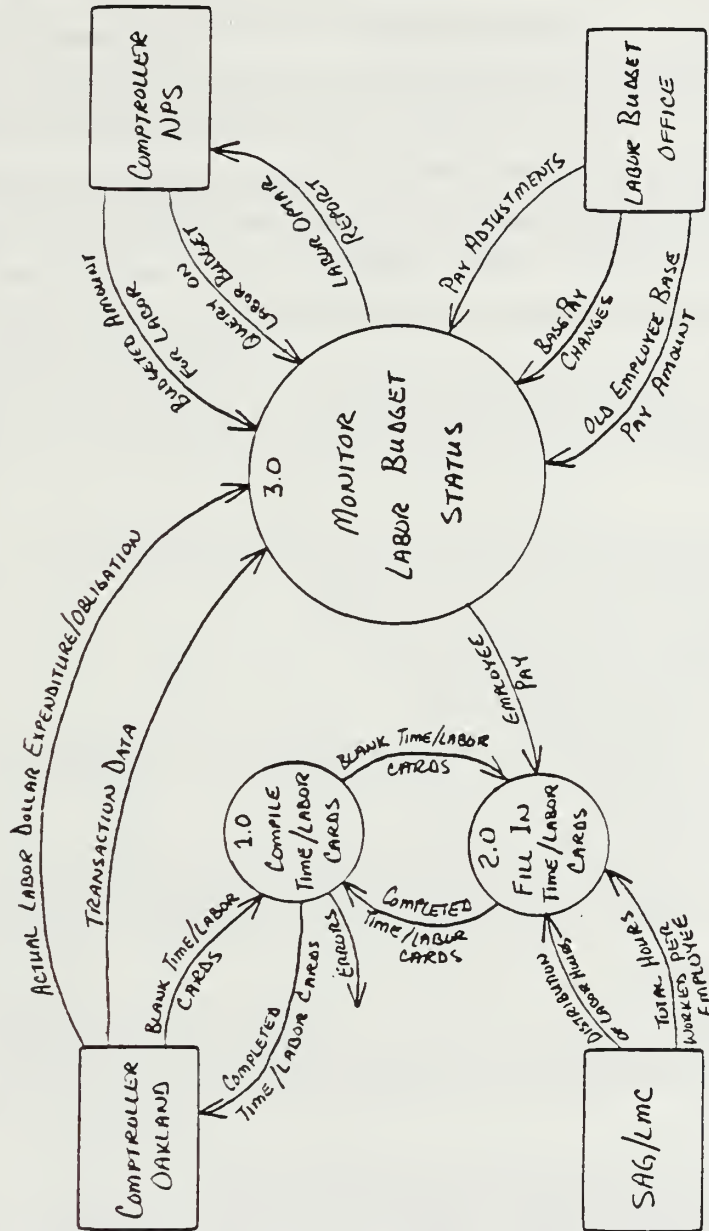 COMPTROLLER
OAKLAND
ACTUAL LABOR DOLLAR EXPENDITURE/OBLIGATION
TRANSACTION DATA
BLANK TIME/LABOR
CARDS
COMPLETED
TIME/LABOR CARDS
ERRORS
1.0
COMPILE
TIME/LABOR
CARDS
BLANK TIME/LABOR
CARDS
COMPLETED
TIME/LABOR
CARDS
2.0
FILL IN
TIME/LABOR
CARDS
SAG/LMC
DISTRIBUTION
OF LABOR HOURS
TOTAL HOURS
WORKED PER
EMPLOYEE
EMPLOYEE
PAY
3.0
MONITOR
LABOR BUDGET
STATUS
COMPTROLLER
NPS
BUDGETED AMOUNT
FOR LABOR
QUERY ON
LABOR BUDGET
LABOR OPTAR
REPORT
LABOR BUDGET
OFFICE
PAY ADJUSTMENTS
BASE PAY
CHANGES
OLD EMPLOYEE BASE
PAY AMOUNT